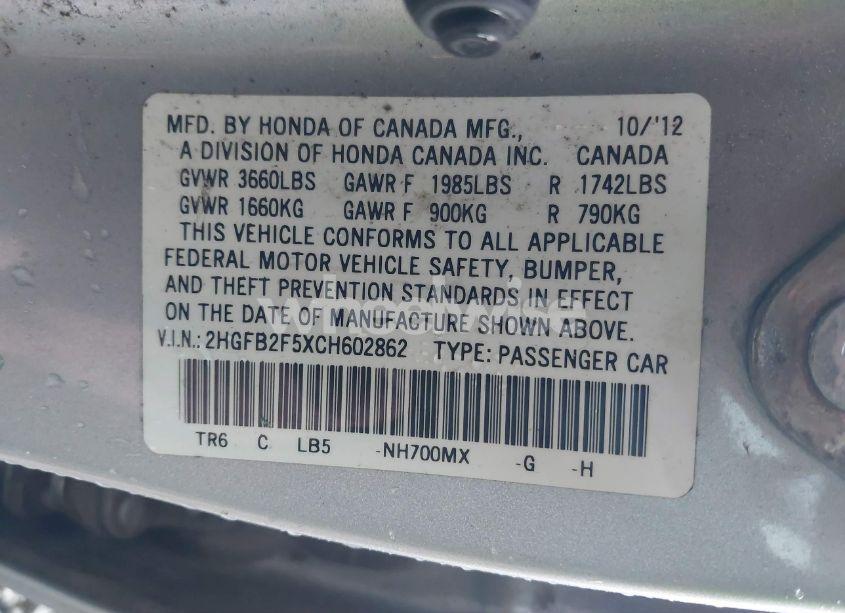 MFD. BY HONDA OF CANADA MFG., 10/'12
A DIVISION OF HONDA CANADA INC. CANADA
GVWR 3660LBS GAWR F 1985LBS R 1742LBS
GVWR 1660KG GAWR F 900KG R 790KG
THIS VEHICLE CONFORMS TO ALL APPLICABLE
FEDERAL MOTOR VEHICLE SAFETY, BUMPER,
AND THEFT PREVENTION STANDARDS IN EFFECT
ON THE DATE OF MANUFACTURE SHOWN ABOVE.
V.I.N.: 2HGFB2F5XCH602862 TYPE: PASSENGER CAR
TR6 C LB5 -NH700MX -G -H